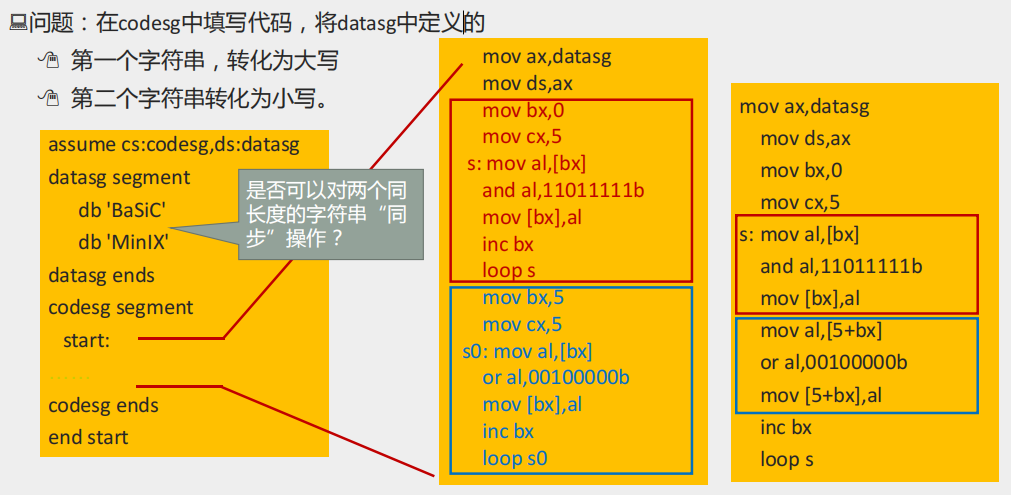 问题：在codesg中填写代码，将datasg中定义的
第一个字符串，转化为大写
第二个字符串转化为小写。
assume cs:codesg,ds:datasg
datasg segment
db 'BaSiC'
db 'MinIX'
datasg ends
codesg segment
start:
……
codesg ends
end start
是否可以对两个同
长度的字符串“同
步”操作？
mov ax,datasg
mov ds,ax
mov bx,0
mov cx,5
s: mov al,[bx]
and al,11011111b
mov [bx],al
inc bx
loop s
mov bx,5
mov cx,5
s0: mov al,[bx]
or al,00100000b
mov [bx],al
inc bx
loop s0
mov ax,datasg
mov ds,ax
mov bx,0
mov cx,5
s: mov al,[bx]
and al,11011111b
mov [bx],al
mov al,[5+bx]
or al,00100000b
mov [5+bx],al
inc bx
loop s